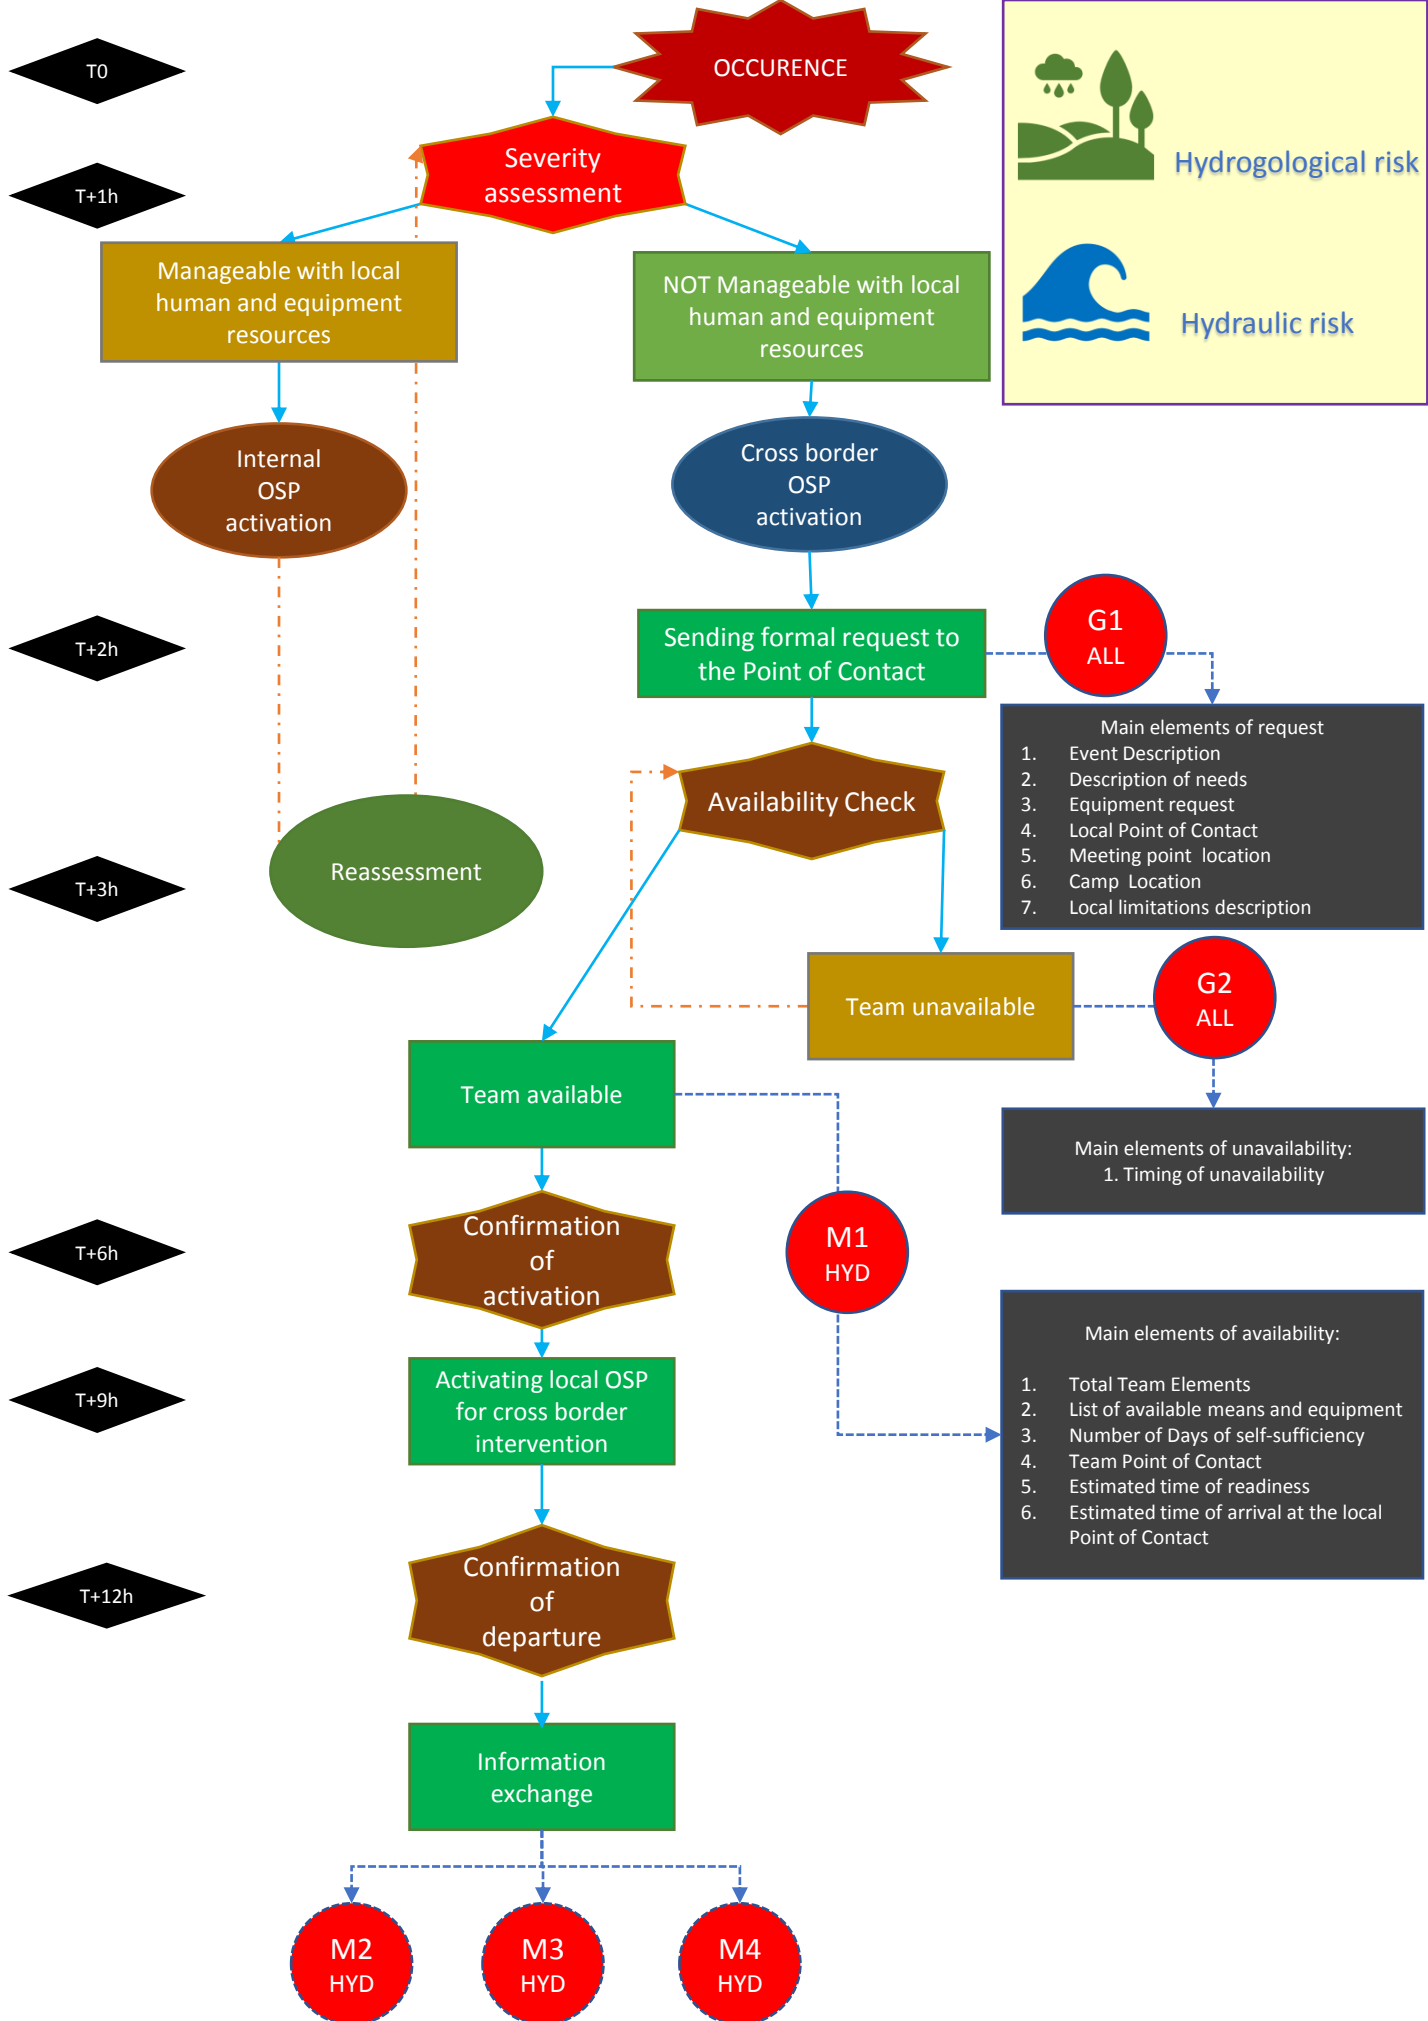 T0
OCCURENCE
Hydrogological risk
Hydraulic risk
T+1h
Severity
assessment
Manageable with local
human and equipment
resources
NOT Manageable with local
human and equipment
resources
Internal
OSP
activation
Cross border
OSP
activation
T+2h
Sending formal request to
the Point of Contact
G1
ALL
Main elements of request
1. Event Description
2. Description of needs
3. Equipment request
4. Local Point of Contact
5. Meeting point location
6. Camp Location
7. Local limitations description
Availability Check
T+3h
Reassessment
Team unavailable
G2
ALL
Main elements of unavailability:
1. Timing of unavailability
Team available
T+6h
Confirmation
of
activation
M1
HYD
Main elements of availability:
1. Total Team Elements
2. List of available means and equipment
3. Number of Days of self-sufficiency
4. Team Point of Contact
5. Estimated time of readiness
6. Estimated time of arrival at the local
Point of Contact
T+9h
Activating local OSP
for cross border
intervention
T+12h
Confirmation
of
departure
Information
exchange
M2
HYD
M3
HYD
M4
HYD